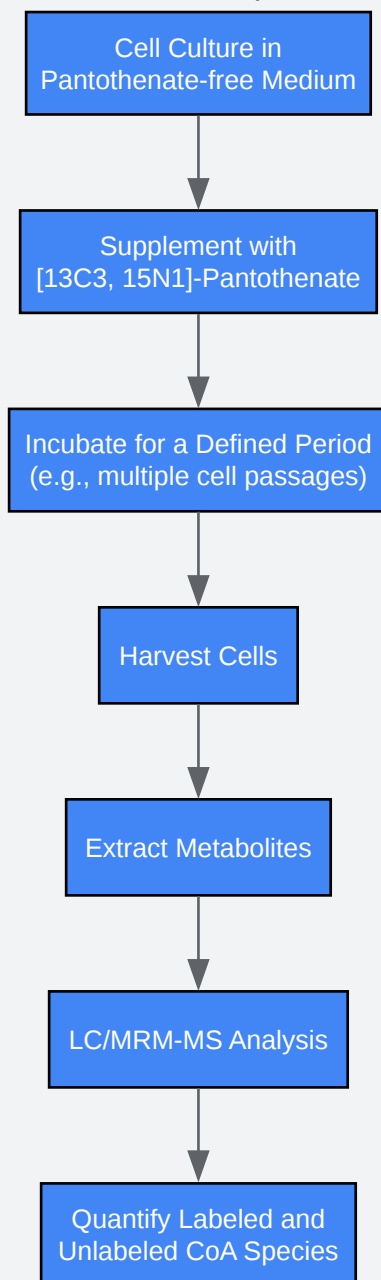 Cell Culture in
Pantothenate-free Medium
Supplement with
[13C3, 15N1]-Pantothenate
Incubate for a Defined Period
(e.g., multiple cell passages)
Harvest Cells
Extract Metabolites
LC/MRM-MS Analysis
Quantify Labeled and
Unlabeled CoA Species